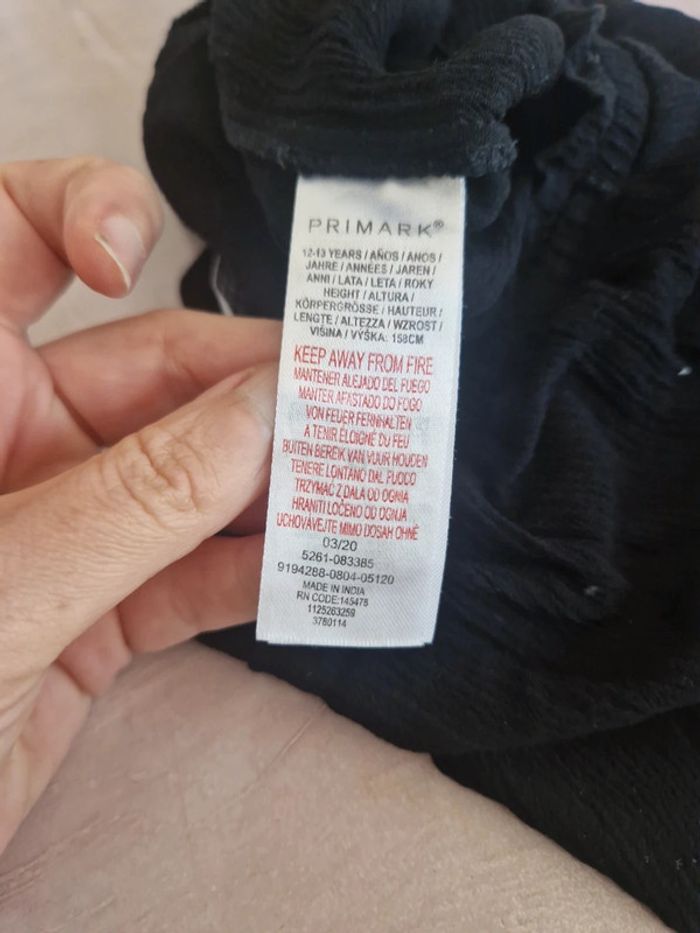 PRIMARK®
12-13 YEARS / AÑOS / ANOS /
JAHRE / ANNÉES / JAREN /
ANNI / LATA / LETA / ROKY
HEIGHT / ALTURA /
KÖRPERGRÖSSE / HAUTEUR /
LENGTE / ALTEZZA / WZROST /
VIŠINA / VÝŠKA: 158CM
KEEP AWAY FROM FIRE
MANTENER ALEJADO DEL FUEGO
MANTER AFASTADO DO FOGO
VON FEUER FERNHALTEN
A TENIR ÉLOIGNÉ DU FEU
BUITEN BEREIK VAN VUUR HOUDEN
TENERE LONTANO DAL FUOCO
TRZYMAĆ Z DALA OD OGNIA
HRANITI LOČENO OD OGNJA
UCHOVÁVEJTE MIMO DOSAH OHNĚ
03/20
5261-083385
9194288-0804-05120
MADE IN INDIA
RN CODE:145478
1125283259
3780114